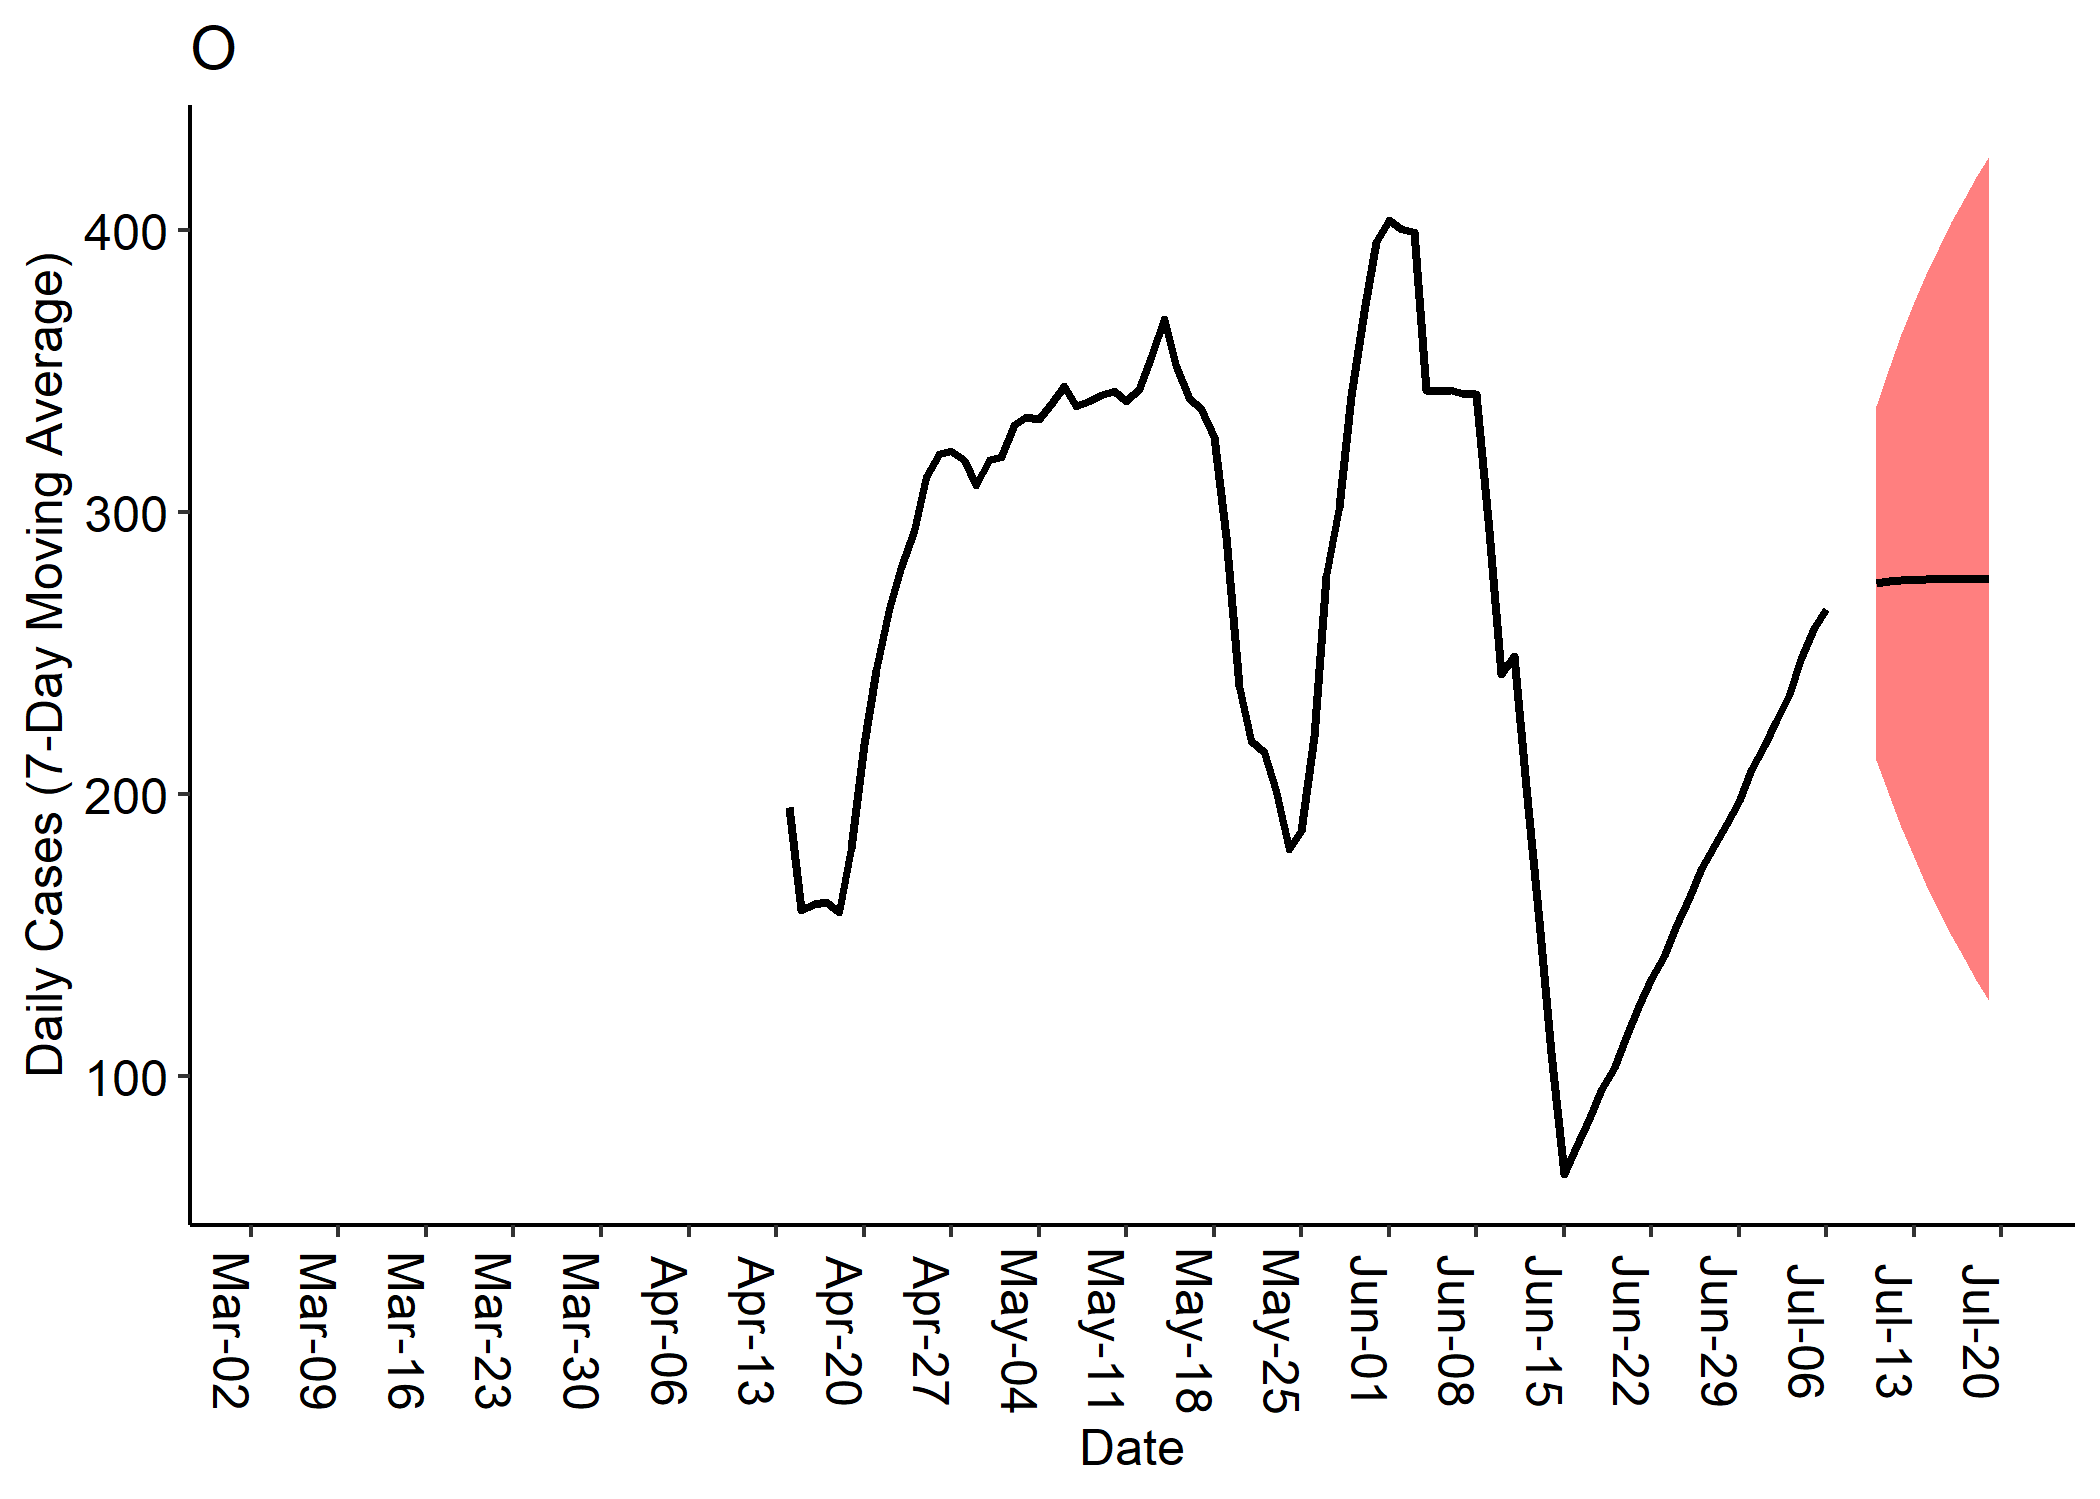 O
Daily Cases (7-Day Moving Average)
400
300
200
100
Mar-02
Mar-09
Mar-16
Mar-23
Mar-30
Apr-06
Apr-13
Apr-20
Apr-27
May-04
May-11
May-18
May-25
Jun-01
Jun-08
Jun-15
Jun-22
Jun-29
Jul-06
Jul-13
Jul-20
Date